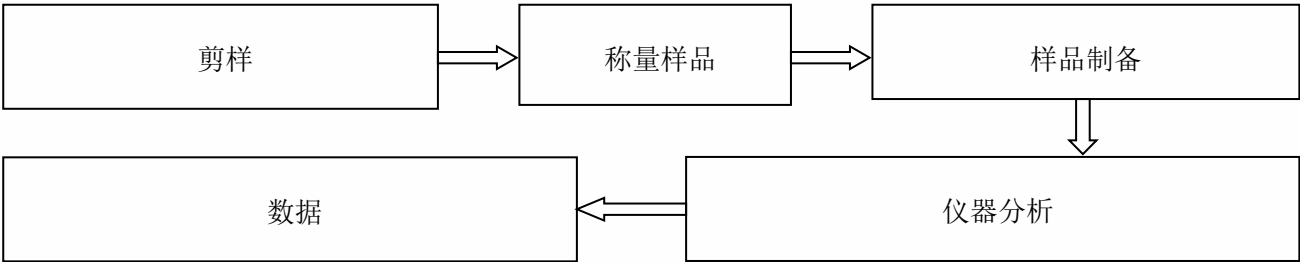 剪样
称量样品
样品制备
仪器分析
数据